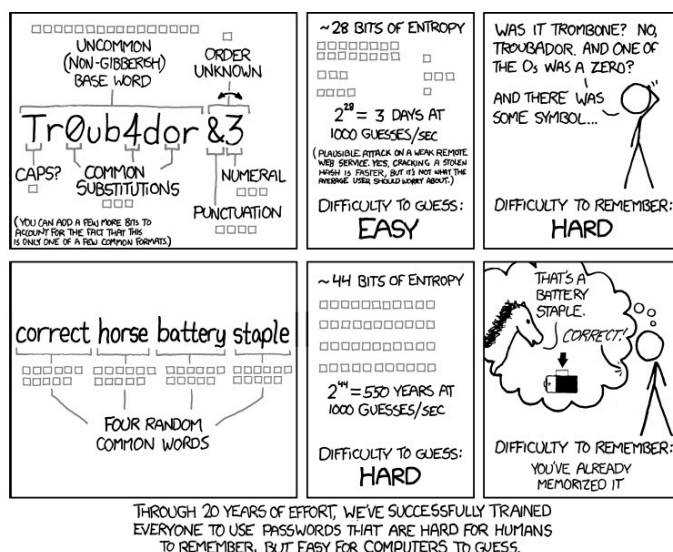 UNCOMMON
(NON-GIBBERISH)
BASE WORD
ORDER
UNKNOWN
Tr0ub4dor &3
CAPS?
COMMON
SUBSTITUTIONS
NUMERAL
PUNCTUATION
(YOU CAN ADD A FEW MORE BITS TO
ACCOUNT FOR THE FACT THAT THIS
IS ONLY ONE OF A FEW COMMON FORMATS.)
~28 BITS OF ENTROPY
2^28 = 3 DAYS AT
1000 GUESSES/SEC
(PLAUSIBLE ATTACK ON A WEAK REMOTE
WEB SERVICE. YES, CRACKING A STOLEN
HASH IS FASTER, BUT IT'S NOT WHAT THE
AVERAGE USER SHOULD WORRY ABOUT.)
DIFFICULTY TO GUESS:
EASY
WAS IT TROMBONE? NO,
TROUBADOR. AND ONE OF
THE Os WAS A ZERO?
AND THERE WAS
SOME SYMBOL...
DIFFICULTY TO REMEMBER:
HARD
correct horse battery staple
FOUR RANDOM
COMMON WORDS
~44 BITS OF ENTROPY
2^44 = 550 YEARS AT
1000 GUESSES/SEC
DIFFICULTY TO GUESS:
HARD
THAT'S A
BATTERY
STAPLE.
CORRECT!
DIFFICULTY TO REMEMBER:
YOU'VE ALREADY
MEMORIZED IT
THROUGH 20 YEARS OF EFFORT, WE'VE SUCCESSFULLY TRAINED
EVERYONE TO USE PASSWORDS THAT ARE HARD FOR HUMANS
TO REMEMBER, BUT EASY FOR COMPUTERS TO GUESS.